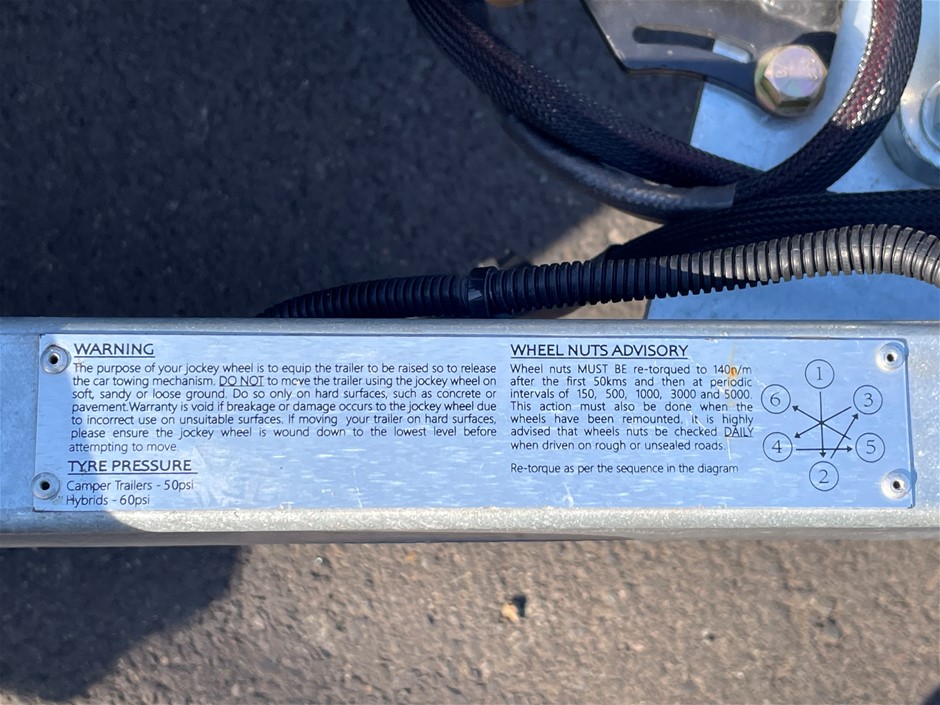 WARNING
The purpose of your jockey wheel is to equip the trailer to be raised so to release
the car towing mechanism. DO NOT to move the trailer using the jockey wheel on
soft, sandy or loose ground. Do so only on hard surfaces, such as concrete or
pavement.Warranty is void if breakage or damage occurs to the jockey wheel due
to incorrect use on unsuitable surfaces. If moving your trailer on hard surfaces,
please ensure the jockey wheel is wound down to the lowest level before
attempting to move.
TYRE PRESSURE
Camper Trailers - 50psi
Hybrids - 60psi
WHEEL NUTS ADVISORY
Wheel nuts MUST BE re-torqued to 140n/m
after the first 50kms and then at periodic
intervals of 150, 500, 1000, 3000 and 5000.
This action must also be done when the
wheels have been remounted, it is highly
advised that wheels nuts be checked DAILY
when driven on rough or unsealed roads.
Re-torque as per the sequence in the diagram
1
6 3
4 5
2